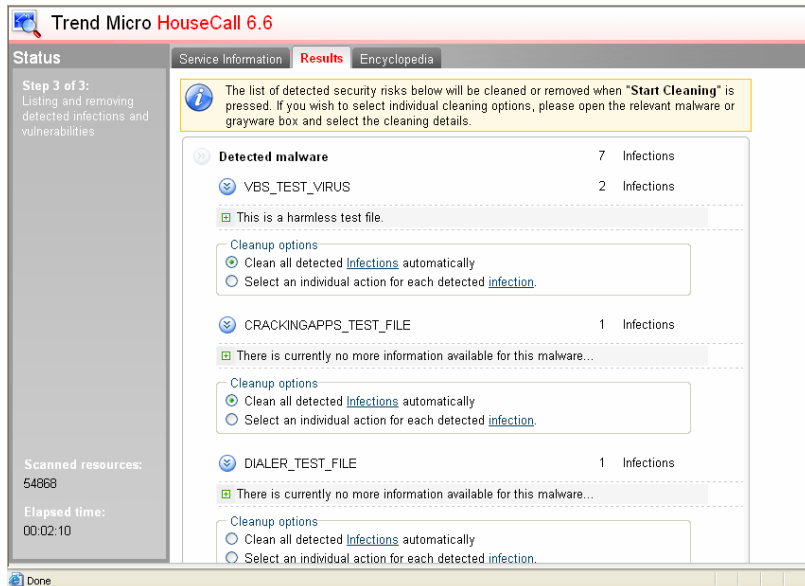 Trend Micro HouseCall 6.6
Status
Service Information Results Encyclopedia
Step 3 of 3:
Listing and removing
detected infections and
vulnerabilities
The list of detected security risks below will be cleaned or removed when "Start Cleaning" is
pressed. If you wish to select individual cleaning options, please open the relevant malware or
grayware box and select the cleaning details.
Detected malware 7 Infections
VBS_TEST_VIRUS 2 Infections
This is a harmless test file.
Cleanup options
Clean all detected Infections automatically
Select an individual action for each detected infection.
CRACKINGAPPS_TEST_FILE 1 Infections
There is currently no more information available for this malware...
Cleanup options
Clean all detected Infections automatically
Select an individual action for each detected infection.
DIALER_TEST_FILE 1 Infections
There is currently no more information available for this malware...
Cleanup options
Clean all detected Infections automatically
Select an individual action for each detected infection.
Scanned resources:
54868
Elapsed time:
00:02:10
Done